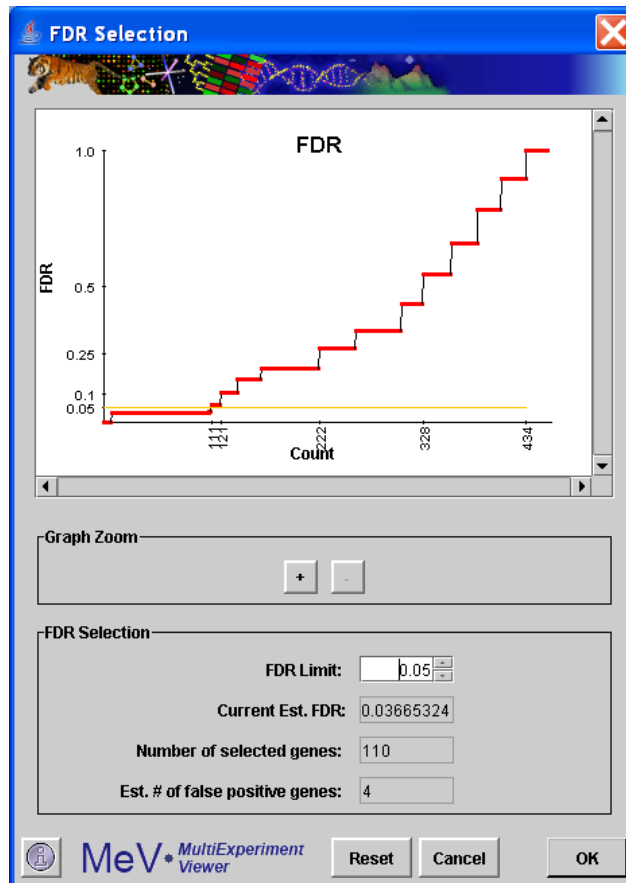 FDR Selection
FDR
1.0
0.5
0.25
0.1
0.05
FDR
111
121
222
328
434
Count
Graph Zoom
+
-
FDR Selection
FDR Limit: 0.05
Current Est. FDR: 0.03665324
Number of selected genes: 110
Est. # of false positive genes: 4
MeV • MultiExperiment
Viewer
Reset Cancel OK